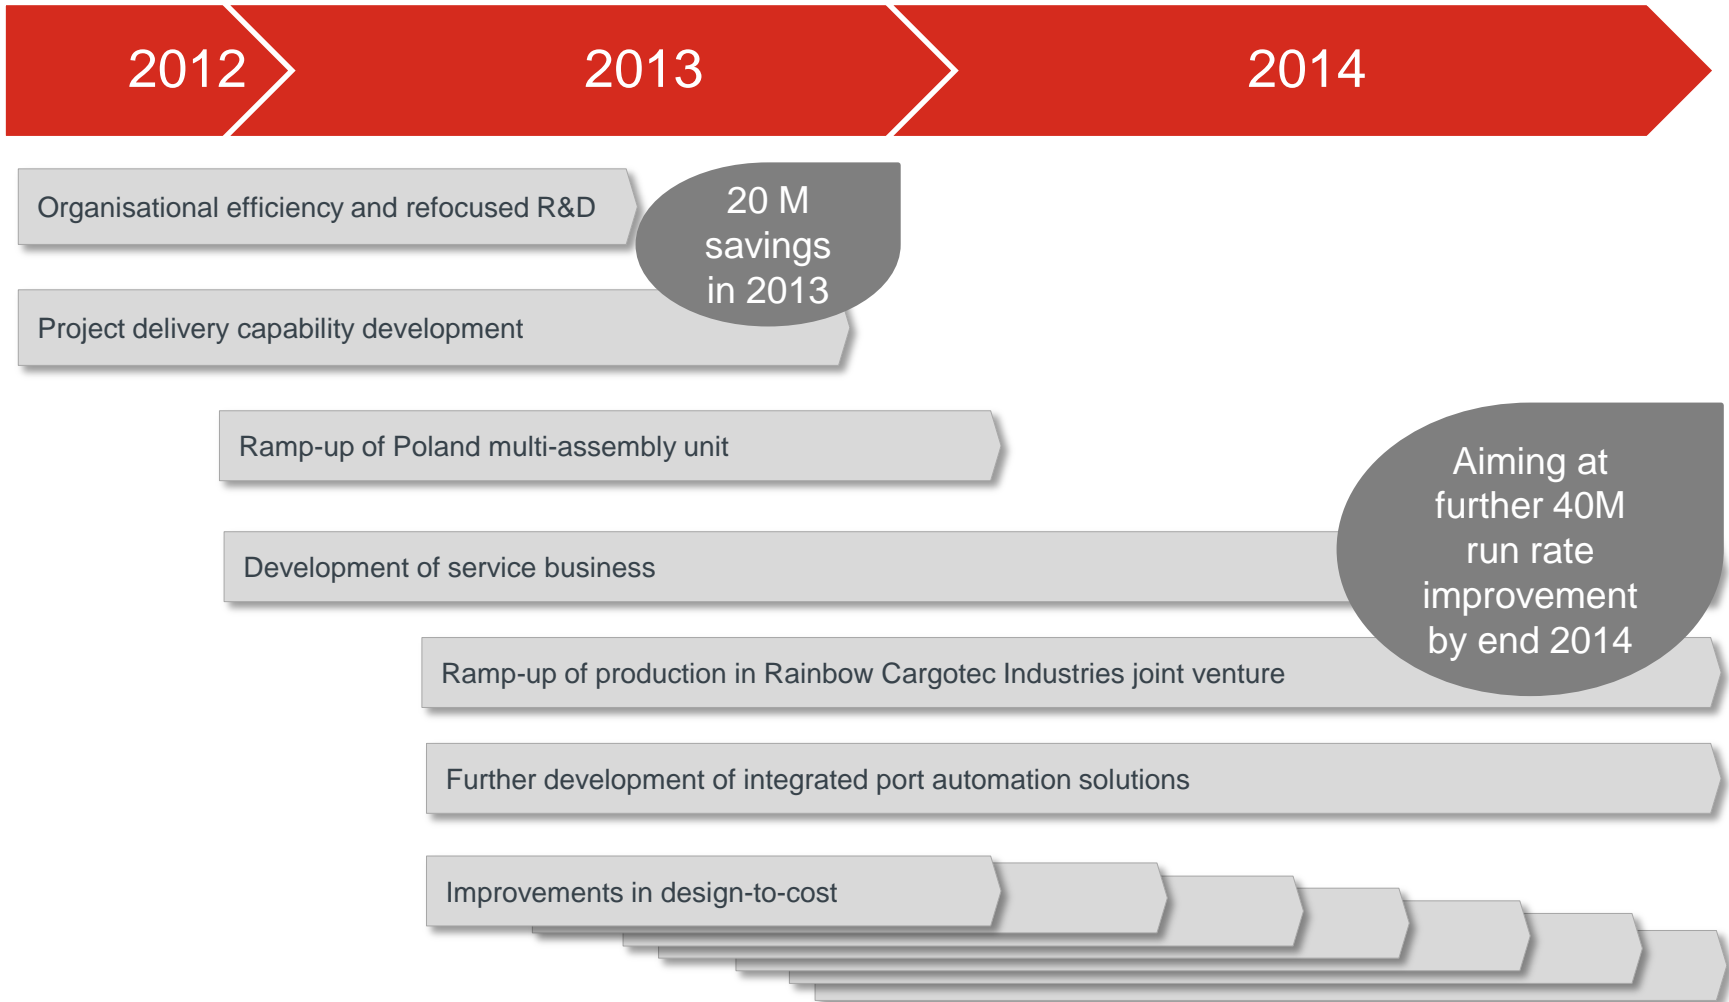 2012
2013
2014
Organisational efficiency and refocused R&D
20 M
savings
in 2013
Project delivery capability development
Ramp-up of Poland multi-assembly unit
Aiming at
further 40M
run rate
improvement
by end 2014
Development of service business
Ramp-up of production in Rainbow Cargotec Industries joint venture
Further development of integrated port automation solutions
Improvements in design-to-cost